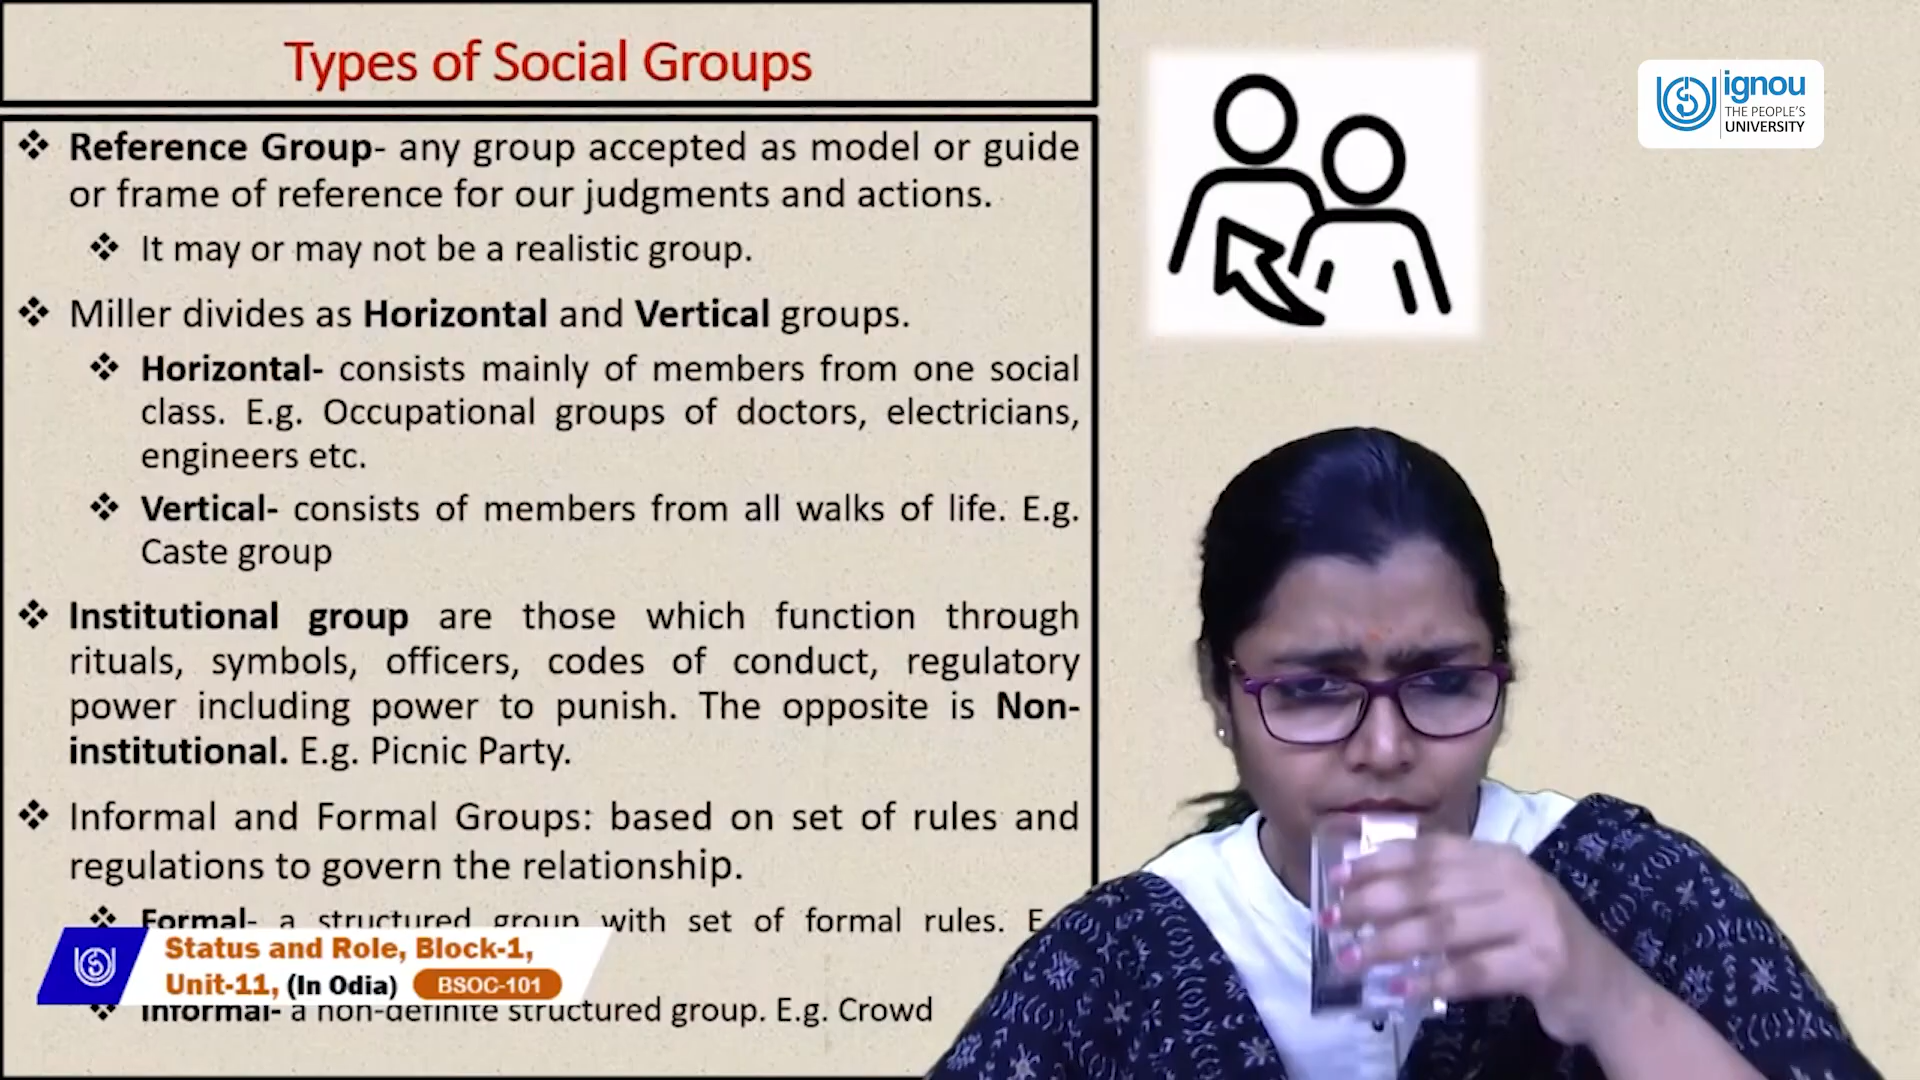 Types of Social Groups
ignou
THE PEOPLE'S
UNIVERSITY
❖ Reference Group- any group accepted as model or guide
or frame of reference for our judgments and actions.
❖ It may or may not be a realistic group.
❖ Miller divides as Horizontal and Vertical groups.
❖ Horizontal- consists mainly of members from one social
class. E.g. Occupational groups of doctors, electricians,
engineers etc.
❖ Vertical- consists of members from all walks of life. E.g.
Caste group
❖ Institutional group are those which function through
rituals, symbols, officers, codes of conduct, regulatory
power including power to punish. The opposite is Non-
institutional. E.g. Picnic Party.
❖ Informal and Formal Groups: based on set of rules and
regulations to govern the relationship.
❖ Formal- a structured group with set of formal rules.
Status and Role, Block-1,
Unit-11, (In Odia) BSOC-101
❖ Informal- a non-definite structured group. E.g. Crowd